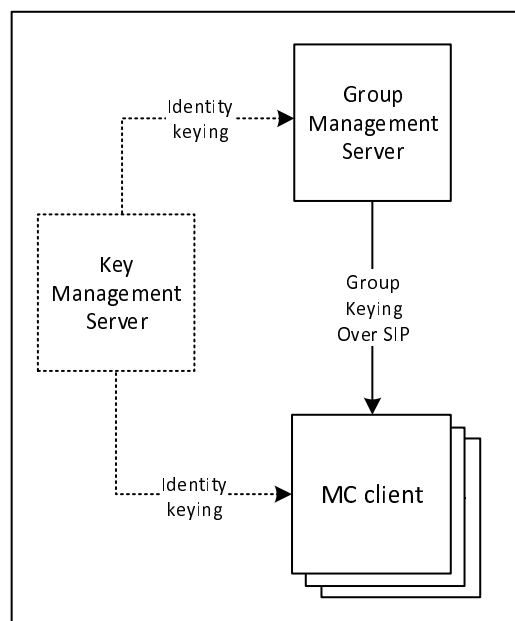 Identity
keying
Group
Management
Server
Key
Management
Server
Group
Keying
Over SIP
Identity
keying
MC client